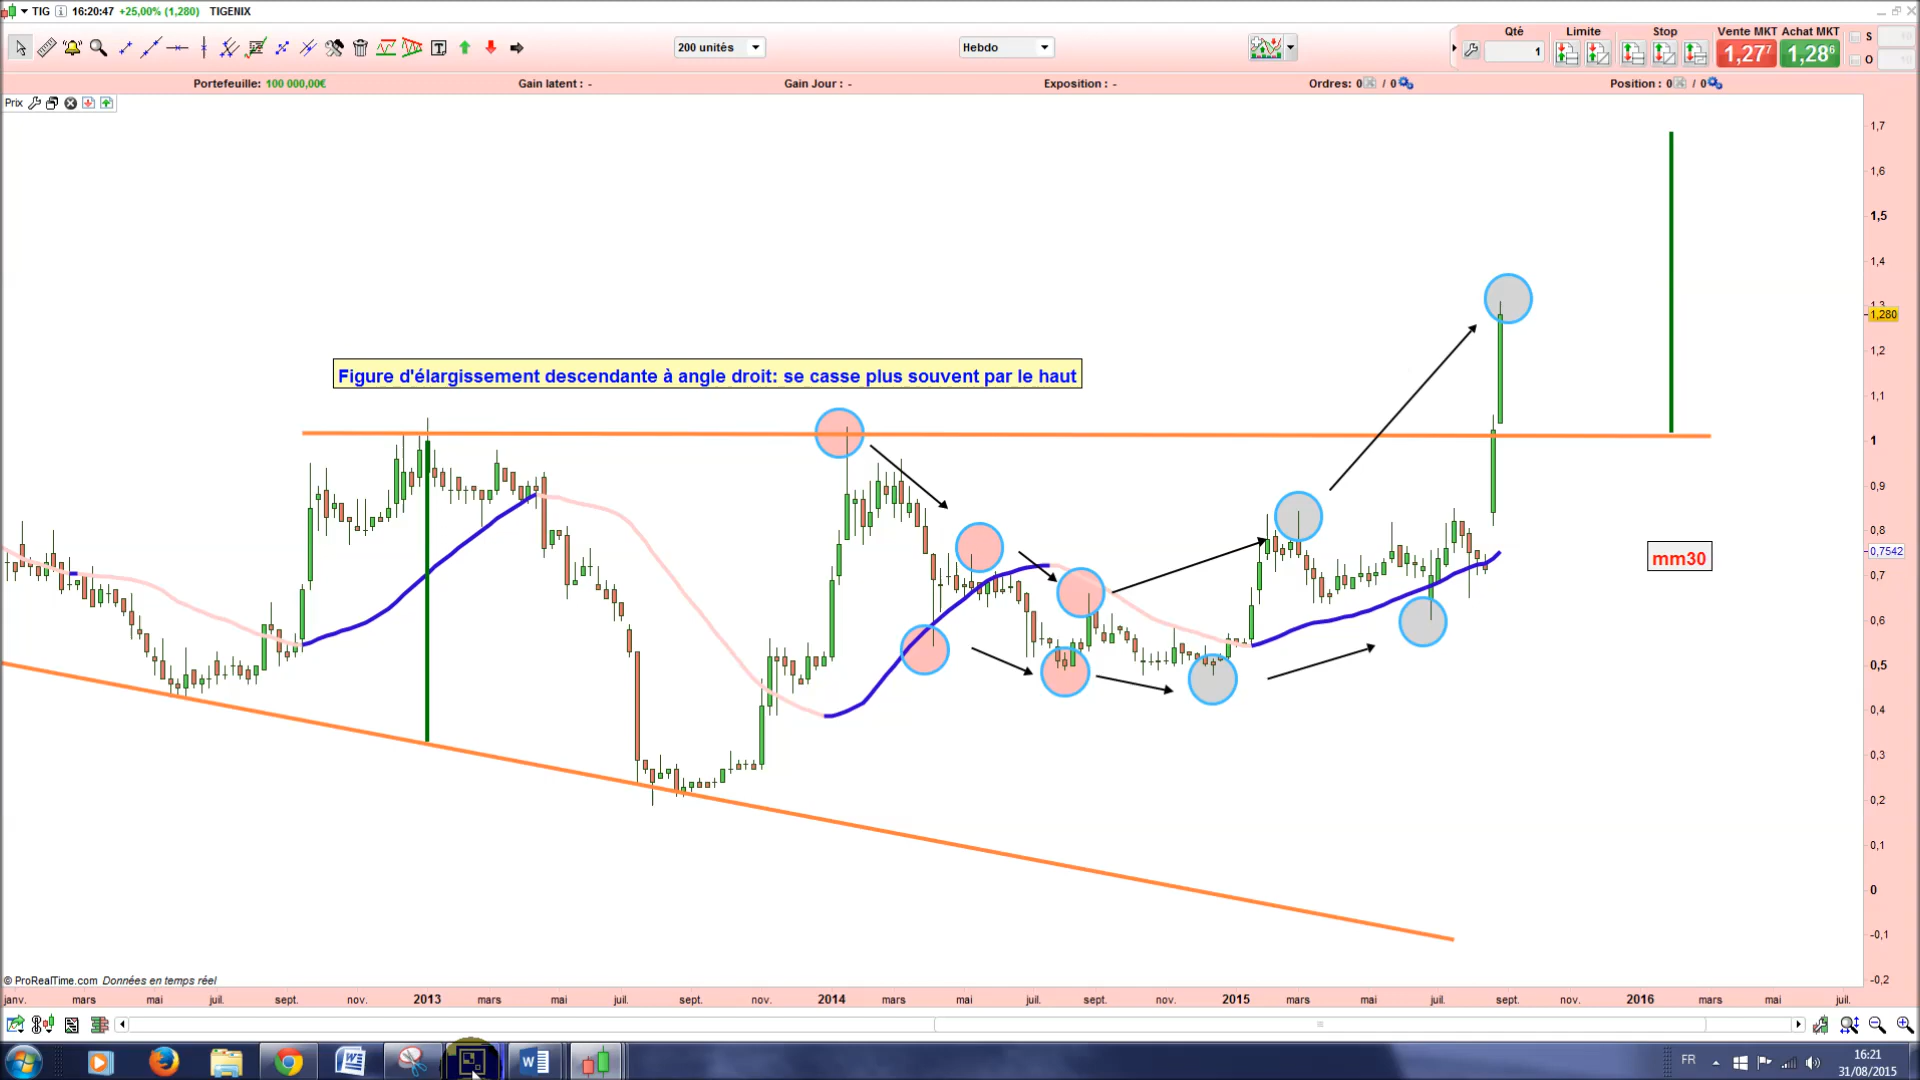 TIG 16:20:47 +25,00% (1,280) TIGENIX
200 unités
Hebdo
Qté
Limite
Stop
Vente MKT
Achat MKT
S
1
1,27⁷
1,28⁶
O
Portefeuille: 100 000,00€
Gain latent : -
Gain Jour : -
Exposition : -
Ordres: 0 / 0
Position : 0 / 0
Prix
1,7
1,6
1,5
1,4
1,3
1,280
1,2
1,1
1
0,9
0,8
0,7542
0,7
0,6
0,5
0,4
0,3
0,2
0,1
0
-0,1
-0,2
Figure d'élargissement descendante à angle droit: se casse plus souvent par le haut
mm30
© ProRealTime.com Données en temps réel
janv. mars mai juil. sept. nov. 2013 mars mai juil. sept. nov. 2014 mars mai juil. sept. nov. 2015 mars mai juil. sept. nov. 2016 mars mai juil.
FR
16:21
31/08/2015